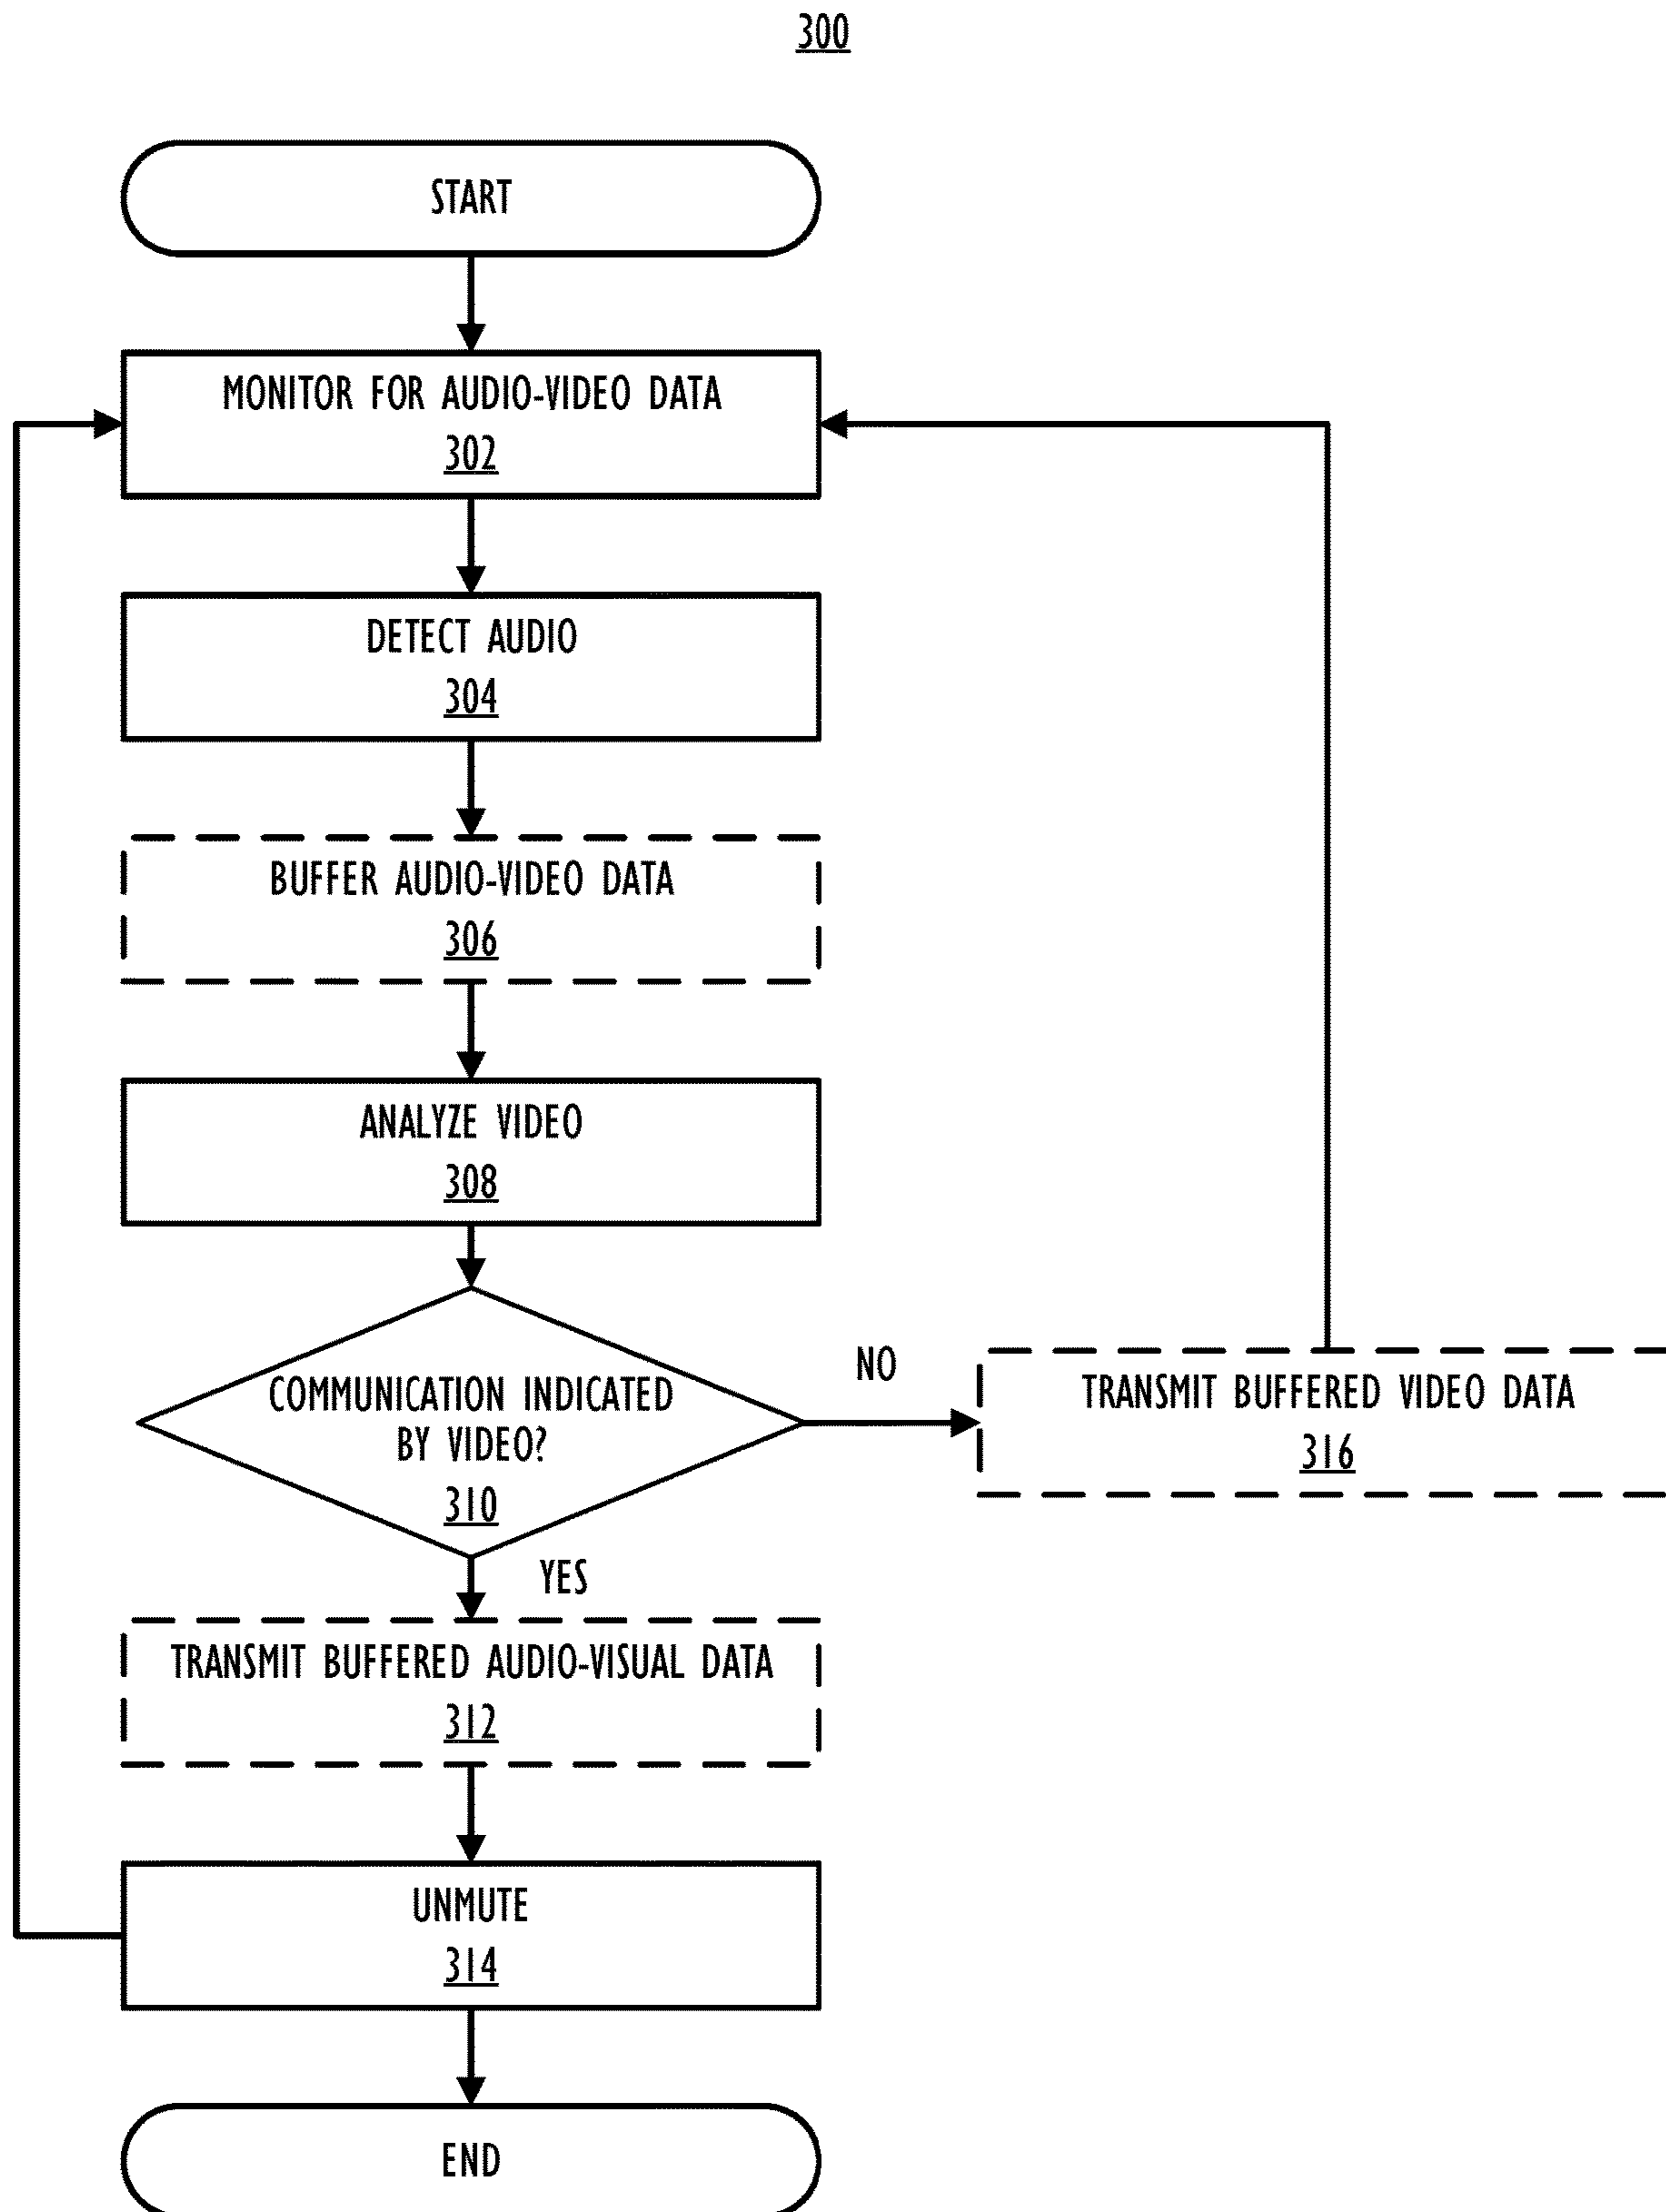 300
START
MONITOR FOR AUDIO-VIDEO DATA
302
DETECT AUDIO
304
BUFFER AUDIO-VIDEO DATA
306
ANALYZE VIDEO
308
COMMUNICATION INDICATED
BY VIDEO?
310
NO
TRANSMIT BUFFERED VIDEO DATA
316
YES
TRANSMIT BUFFERED AUDIO-VISUAL DATA
312
UNMUTE
314
END